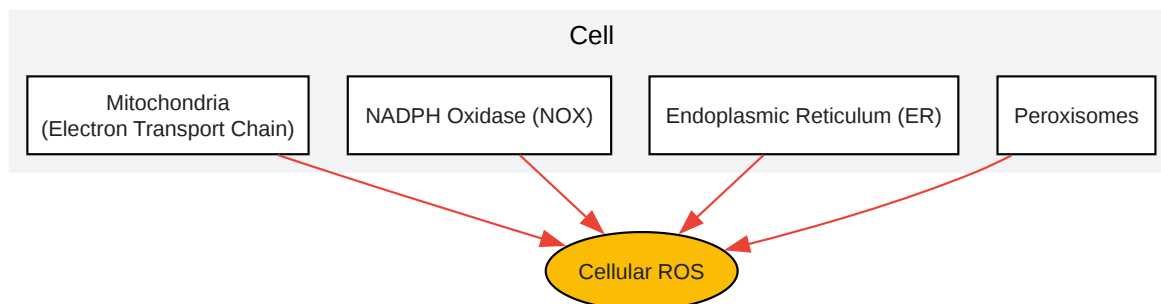 Cell
Mitochondria
(Electron Transport Chain)
NADPH Oxidase (NOX)
Endoplasmic Reticulum (ER)
Peroxisomes
Cellular ROS